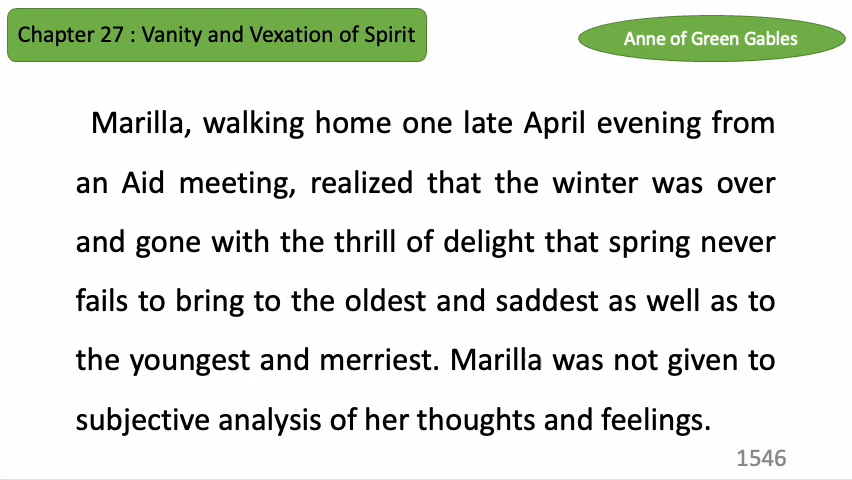 Chapter 27 : Vanity and Vexation of Spirit
Anne of Green Gables
Marilla, walking home one late April evening from
an Aid meeting, realized that the winter was over
and gone with the thrill of delight that spring never
fails to bring to the oldest and saddest as well as to
the youngest and merriest. Marilla was not given to
subjective analysis of her thoughts and feelings.
1546